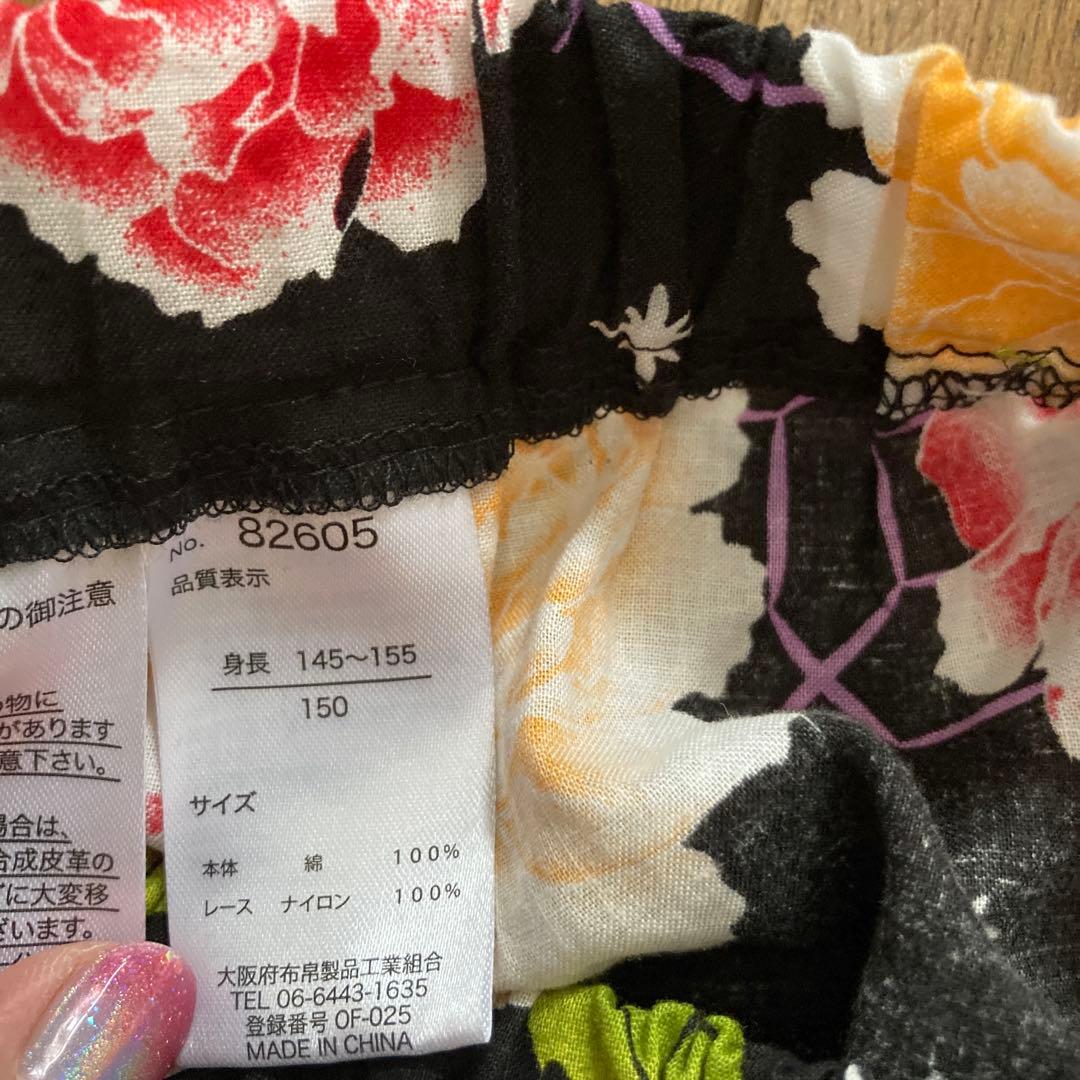 の御注意
物に
があります
意下さい。
場合は、
合成皮革の
に大変移
ざいます。
No. 82605
品質表示
身長 145～155
150
サイズ
本体 綿 100%
レース ナイロン 100%
大阪府布帛製品工業組合
TEL 06-6443-1635
登録番号 OF-025
MADE IN CHINA